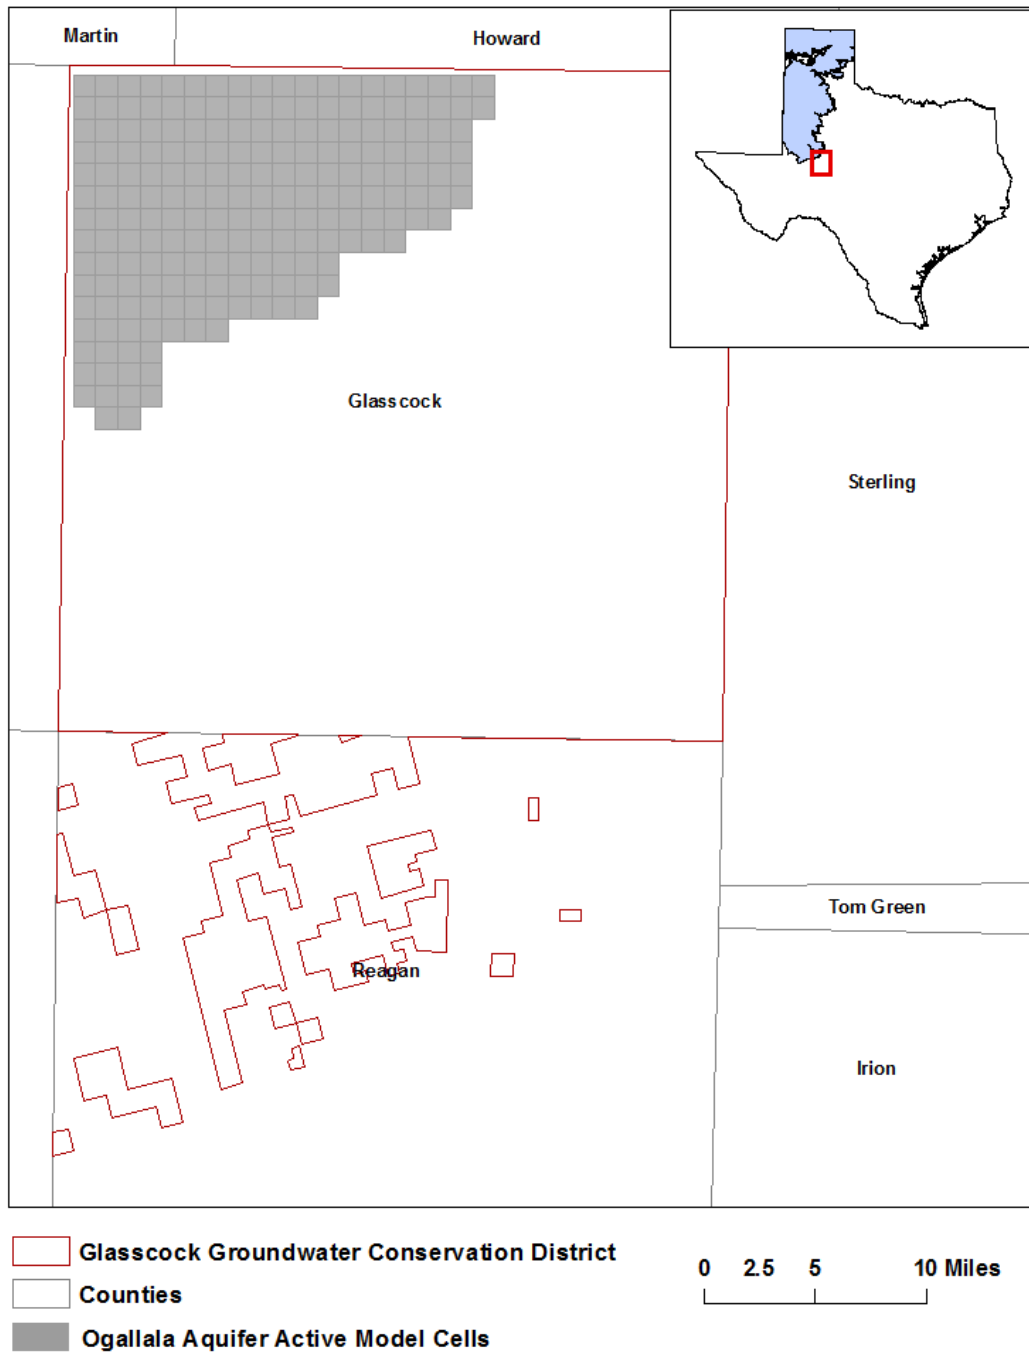 Martin
Howard
Glasscock
Sterling
Tom Green
Reagan
Irion
Glasscock Groundwater Conservation District
Counties
Ogallala Aquifer Active Model Cells
0 2.5 5 10 Miles